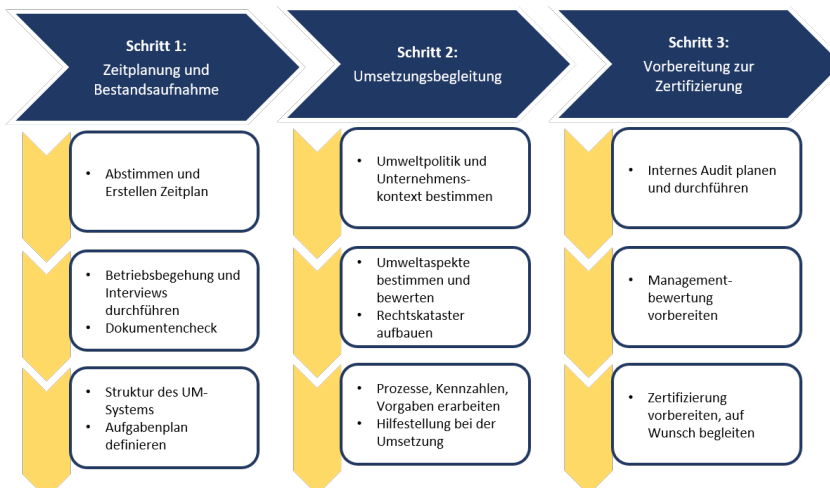 Schritt 1:
Zeitplanung und
Bestandsaufnahme
• Abstimmen und
Erstellen Zeitplan
• Betriebsbegehung und
Interviews
durchführen
• Dokumentencheck
• Struktur des UM-
Systems
• Aufgabenplan
definieren
Schritt 2:
Umsetzungsbegleitung
• Umweltpolitik und
Unternehmens-
kontext bestimmen
• Umweltaspekte
bestimmen und
bewerten
• Rechtskataster
aufbauen
• Prozesse, Kennzahlen,
Vorgaben erarbeiten
• Hilfestellung bei der
Umsetzung
Schritt 3:
Vorbereitung zur
Zertifizierung
• Internes Audit planen
und durchführen
• Management-
bewertung
vorbereiten
• Zertifizierung
vorbereiten, auf
Wunsch begleiten